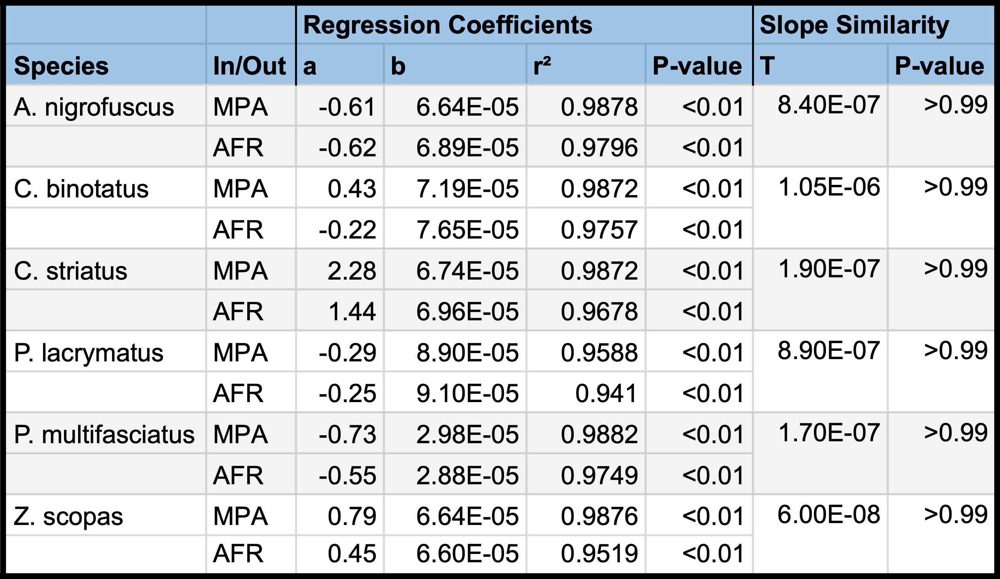 Regression Coefficients Slope Similarity
Species In/Out a b r² P-value T P-value
A. nigrofuscus MPA -0.61 6.64E-05 0.9878 <0.01 8.40E-07 >0.99
AFR -0.62 6.89E-05 0.9796 <0.01
C. binotatus MPA 0.43 7.19E-05 0.9872 <0.01 1.05E-06 >0.99
AFR -0.22 7.65E-05 0.9757 <0.01
C. striatus MPA 2.28 6.74E-05 0.9872 <0.01 1.90E-07 >0.99
AFR 1.44 6.96E-05 0.9678 <0.01
P. lacrymatus MPA -0.29 8.90E-05 0.9588 <0.01 8.90E-07 >0.99
AFR -0.25 9.10E-05 0.941 <0.01
P. multifasciatus MPA -0.73 2.98E-05 0.9882 <0.01 1.70E-07 >0.99
AFR -0.55 2.88E-05 0.9749 <0.01
Z. scopas MPA 0.79 6.64E-05 0.9876 <0.01 6.00E-08 >0.99
AFR 0.45 6.60E-05 0.9519 <0.01